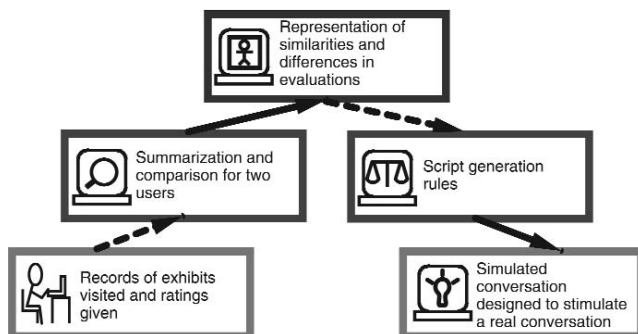 Representation of
similarities and
differences in
evaluations
Summarization and
comparison for two
users
Script generation
rules
Records of exhibits
visited and ratings
given
Simulated
conversation
designed to stimulate
a real conversation